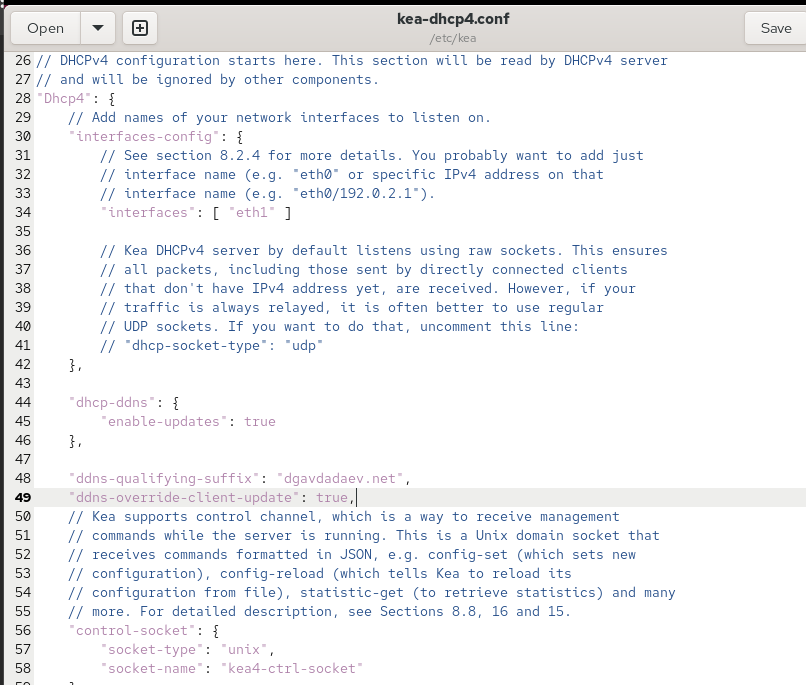 Open
kea-dhcp4.conf
/etc/kea
Save
26 // DHCPv4 configuration starts here. This section will be read by DHCPv4 server
27 // and will be ignored by other components.
28 "Dhcp4": {
29     // Add names of your network interfaces to listen on.
30     "interfaces-config": {
31         // See section 8.2.4 for more details. You probably want to add just
32         // interface name (e.g. "eth0" or specific IPv4 address on that
33         // interface name (e.g. "eth0/192.0.2.1").
34         "interfaces": [ "eth1" ]
35
36         // Kea DHCPv4 server by default listens using raw sockets. This ensures
37         // all packets, including those sent by directly connected clients
38         // that don't have IPv4 address yet, are received. However, if your
39         // traffic is always relayed, it is often better to use regular
40         // UDP sockets. If you want to do that, uncomment this line:
41         // "dhcp-socket-type": "udp"
42     },
43
44     "dhcp-ddns": {
45         "enable-updates": true
46     },
47
48     "ddns-qualifying-suffix": "dgavdadaev.net",
49     "ddns-override-client-update": true,
50     // Kea supports control channel, which is a way to receive management
51     // commands while the server is running. This is a Unix domain socket that
52     // receives commands formatted in JSON, e.g. config-set (which sets new
53     // configuration), config-reload (which tells Kea to reload its
54     // configuration from file), statistic-get (to retrieve statistics) and many
55     // more. For detailed description, see Sections 8.8, 16 and 15.
56     "control-socket": {
57         "socket-type": "unix",
58         "socket-name": "kea4-ctrl-socket"